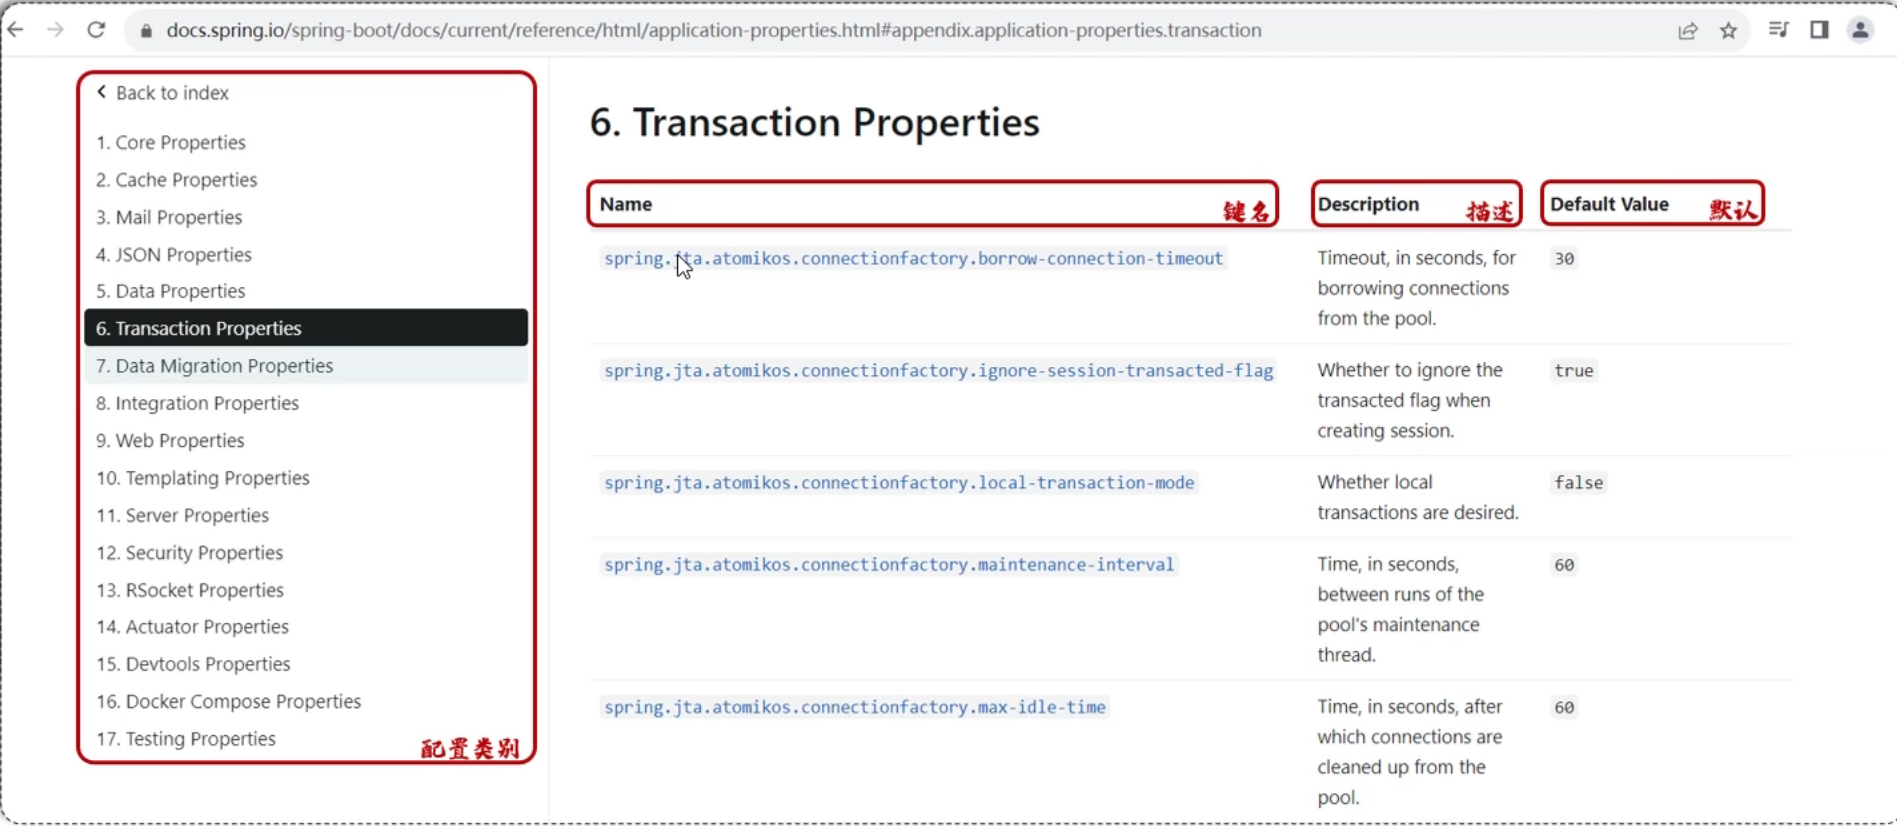 docs.spring.io/spring-boot/docs/current/reference/html/application-properties.html#appendix.application-properties.transaction
Back to index
1. Core Properties
2. Cache Properties
3. Mail Properties
4. JSON Properties
5. Data Properties
6. Transaction Properties
7. Data Migration Properties
8. Integration Properties
9. Web Properties
10. Templating Properties
11. Server Properties
12. Security Properties
13. RSocket Properties
14. Actuator Properties
15. Devtools Properties
16. Docker Compose Properties
17. Testing Properties
配置类别
6. Transaction Properties
Name 键名 Description 描述 Default Value 默认
spring.jta.atomikos.connectionfactory.borrow-connection-timeout
Timeout, in seconds, for
borrowing connections
from the pool.
30
spring.jta.atomikos.connectionfactory.ignore-session-transacted-flag
Whether to ignore the
transacted flag when
creating session.
true
spring.jta.atomikos.connectionfactory.local-transaction-mode
Whether local
transactions are desired.
false
spring.jta.atomikos.connectionfactory.maintenance-interval
Time, in seconds,
between runs of the
pool's maintenance
thread.
60
spring.jta.atomikos.connectionfactory.max-idle-time
Time, in seconds, after
which connections are
cleaned up from the
pool.
60